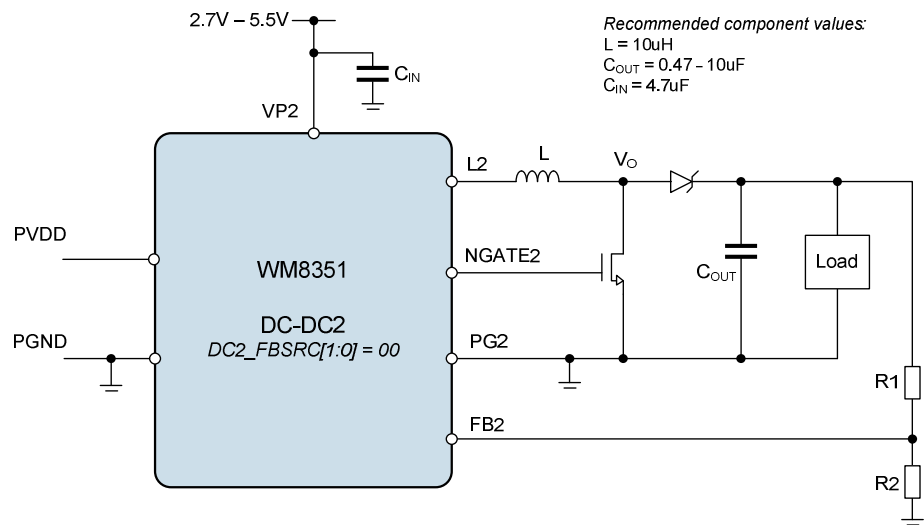 2.7V – 5.5V
Recommended component values:
L = 10uH
COUT = 0.47 - 10uF
CIN = 4.7uF
CIN
VP2
L2
L
VO
PVDD
NGATE2
WM8351
COUT
Load
DC-DC2
DC2_FBSRC[1:0] = 00
PGND
PG2
R1
FB2
R2